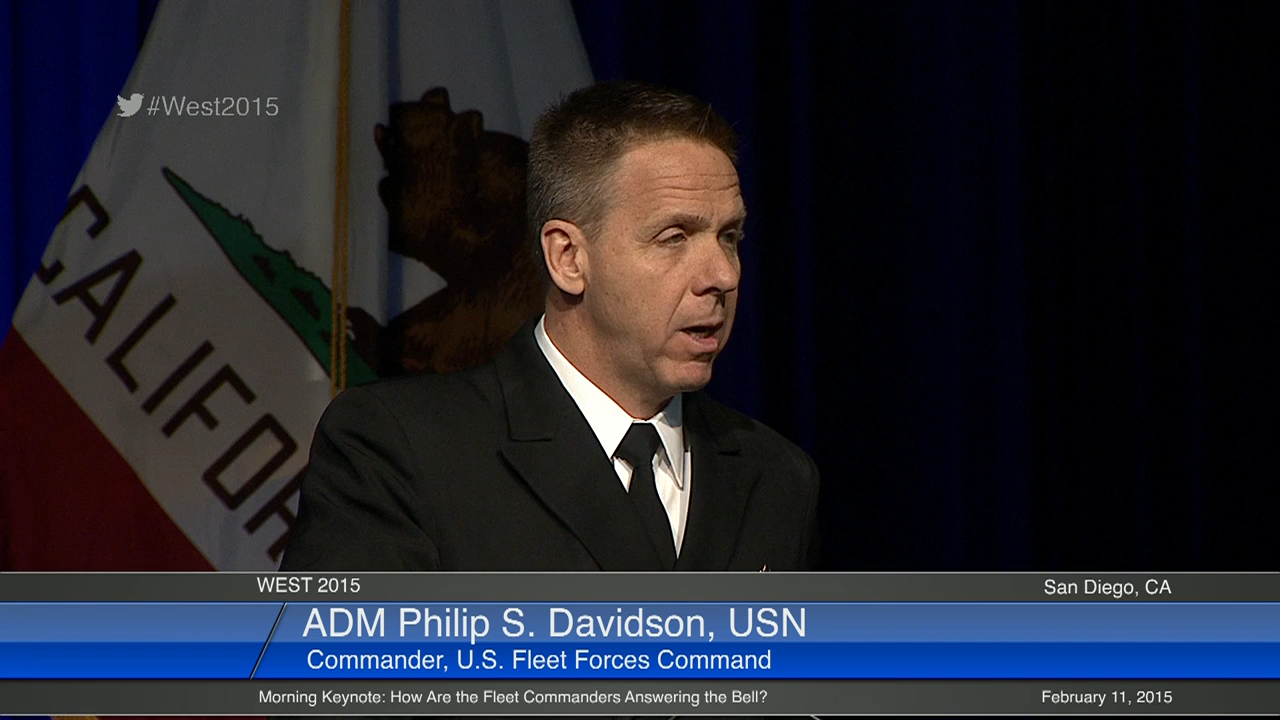 #West2015
CALIFOR
WEST 2015
San Diego, CA
ADM Philip S. Davidson, USN
Commander, U.S. Fleet Forces Command
Morning Keynote: How Are the Fleet Commanders Answering the Bell?
February 11, 2015